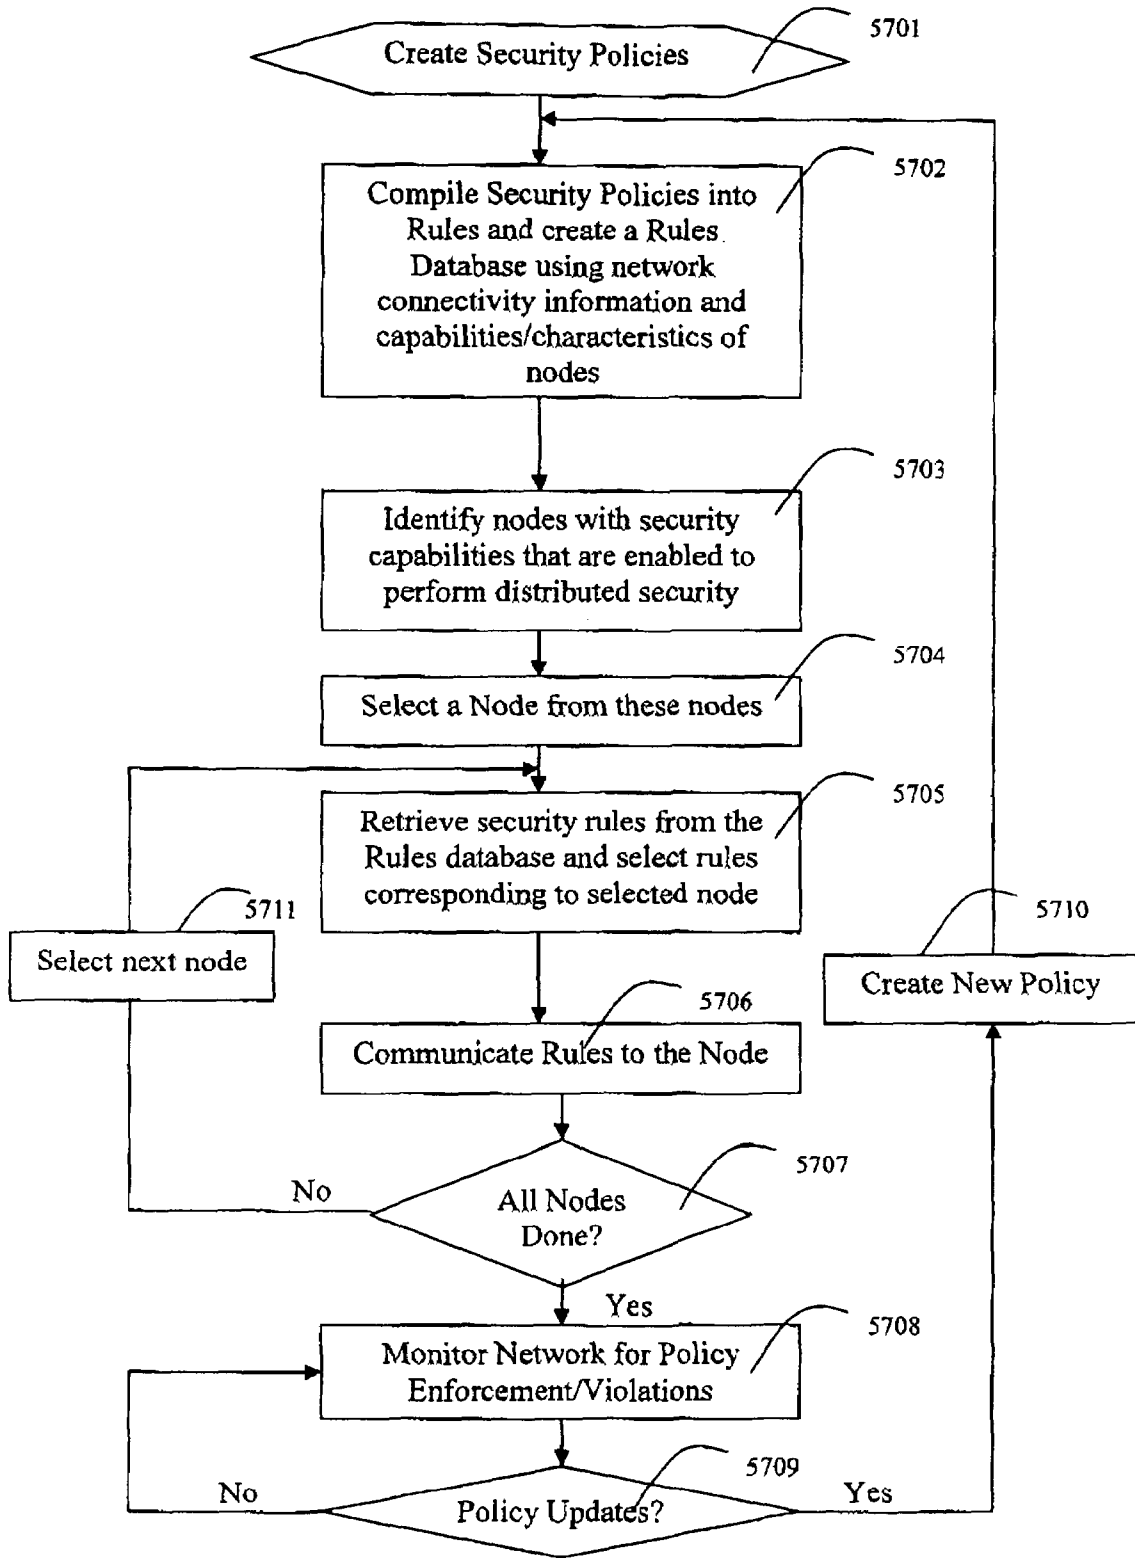 Create Security Policies
5701
Compile Security Policies into
Rules and create a Rules
Database using network
connectivity information and
capabilities/characteristics of
nodes
5702
Identify nodes with security
capabilities that are enabled to
perform distributed security
5703
Select a Node from these nodes
5704
Retrieve security rules from the
Rules database and select rules
corresponding to selected node
5705
5711
Select next node
5710
Create New Policy
5706
Communicate Rules to the Node
5707
No
All Nodes
Done?
Yes
5708
Monitor Network for Policy
Enforcement/Violations
5709
No
Policy Updates?
Yes